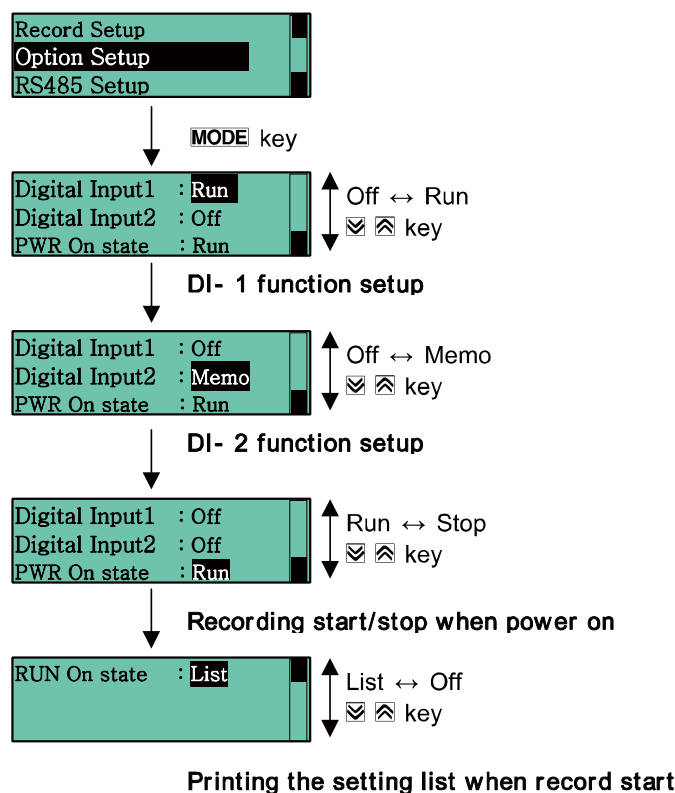 Record Setup
Option Setup
RS485 Setup
MODE key
Digital Input1 : Run
Digital Input2 : Off
PWR On state : Run
Off ↔ Run
key
DI- 1 function setup
Digital Input1 : Off
Digital Input2 : Memo
PWR On state : Run
Off ↔ Memo
key
DI- 2 function setup
Digital Input1 : Off
Digital Input2 : Off
PWR On state : Run
Run ↔ Stop
key
Recording start/stop when power on
RUN On state : List
List ↔ Off
key
Printing the setting list when record start